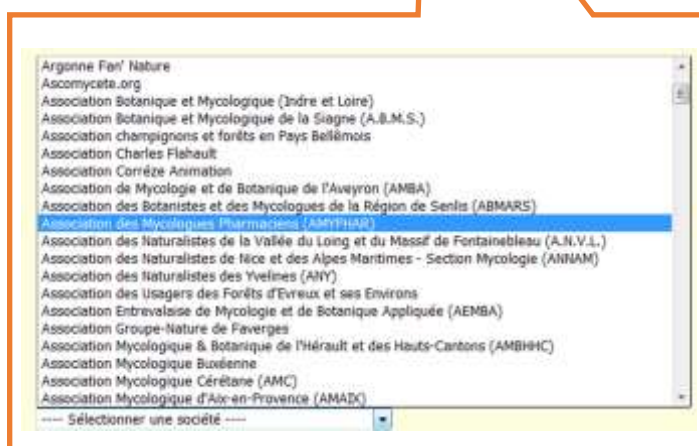 Argonne Fan' Nature
Ascomycete.org
Association Botanique et Mycologique (Indre et Loire)
Association Botanique et Mycologique de la Siagne (A.B.M.S.)
Association champignons et forêts en Pays Bellêmois
Association Charles Flahault
Association Corrèze Animation
Association de Mycologie et de Botanique de l'Aveyron (AMBA)
Association des Botanistes et des Mycologues de la Région de Senlis (ABMARS)
Association des Mycologues Pharmaciens (AMYPHAR)
Association des Naturalistes de la Vallée du Loing et du Massif de Fontainebleau (A.N.V.L.)
Association des Naturalistes de Nice et des Alpes Maritimes - Section Mycologie (ANNAM)
Association des Naturalistes des Yvelines (ANY)
Association des Usagers des Forêts d'Evreux et ses Environs
Association Entrevalaise de Mycologie et de Botanique Appliquée (AEMBA)
Association Groupe-Nature de Faverges
Association Mycologique & Botanique de l'Hérault et des Hauts-Cantons (AMBHHC)
Association Mycologique Buxéenne
Association Mycologique Cérétane (AMC)
Association Mycologique d'Aix-en-Provence (AMAIX)
---- Sélectionner une société ----